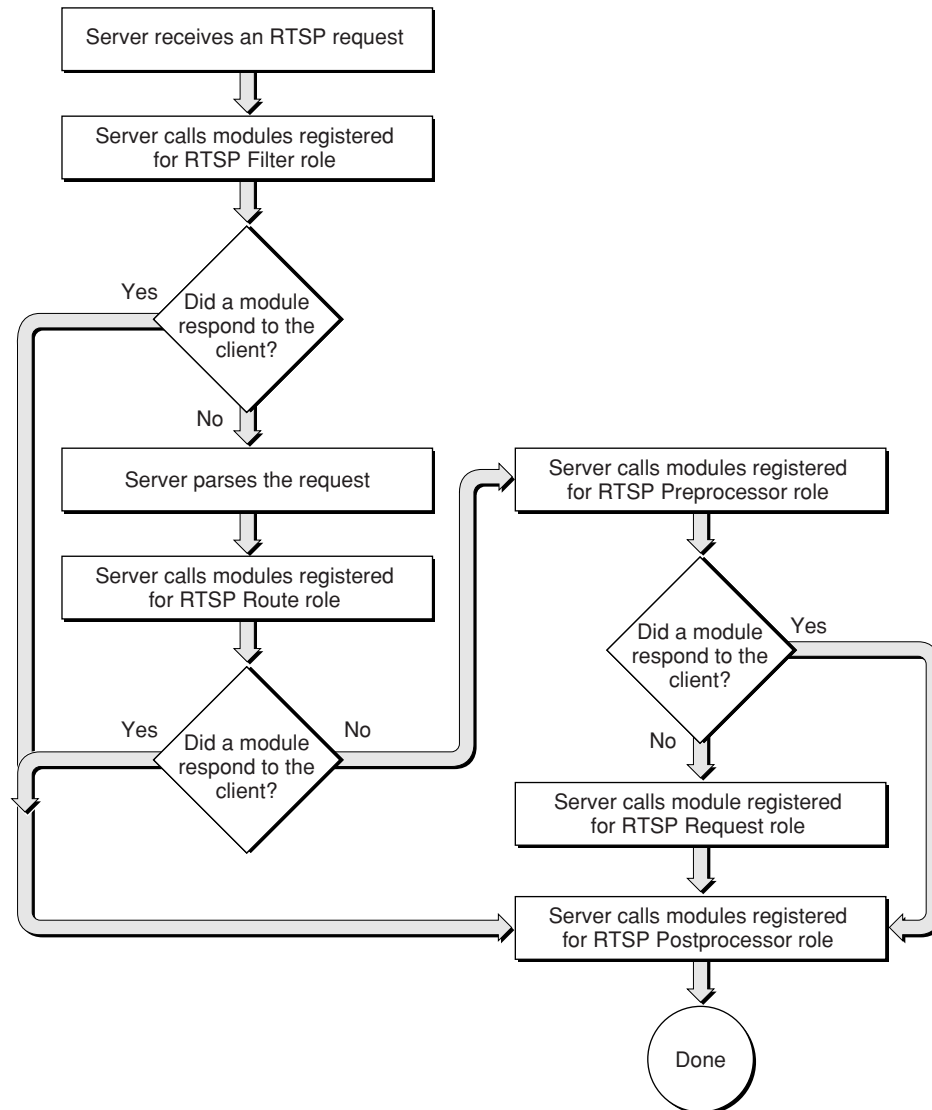 Server receives an RTSP request
Server calls modules registered
for RTSP Filter role
Yes
Did a module
respond to the
client?
No
Server parses the request
Server calls modules registered
for RTSP Route role
Yes
Did a module
respond to the
client?
No
Server calls modules registered
for RTSP Preprocessor role
Did a module
respond to the
client?
Yes
No
Server calls module registered
for RTSP Request role
Server calls modules registered
for RTSP Postprocessor role
Done